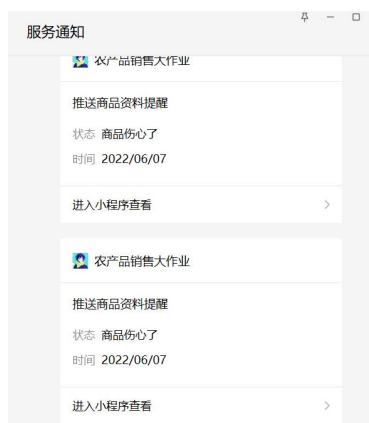 服务通知
农产品销售大作业
推送商品资料提醒
状态 商品伤心了
时间 2022/06/07
进入小程序查看
农产品销售大作业
推送商品资料提醒
状态 商品伤心了
时间 2022/06/07
进入小程序查看